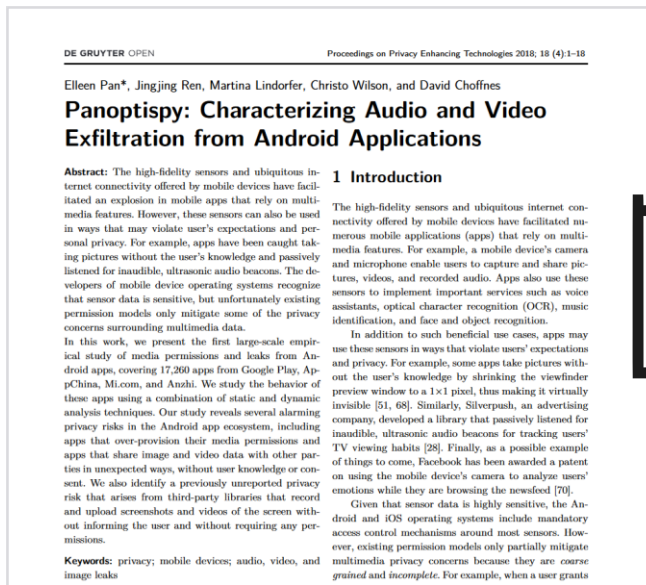 DE GRUYTER OPEN
Proceedings on Privacy Enhancing Technologies 2018; 18 (4):1–18
Elleen Pan*, Jingjing Ren, Martina Lindorfer, Christo Wilson, and David Choffnes
Panoptispy: Characterizing Audio and Video
Exfiltration from Android Applications
Abstract: The high-fidelity sensors and ubiquitous in-
ternet connectivity offered by mobile devices have facil-
itated an explosion in mobile apps that rely on multi-
media features. However, these sensors can also be used
in ways that may violate user's expectations and per-
sonal privacy. For example, apps have been caught tak-
ing pictures without the user's knowledge and passively
listened for inaudible, ultrasonic audio beacons. The de-
velopers of mobile device operating systems recognize
that sensor data is sensitive, but unfortunately existing
permission models only mitigate some of the privacy
concerns surrounding multimedia data.
In this work, we present the first large-scale empir-
ical study of media permissions and leaks from An-
droid apps, covering 17,260 apps from Google Play, Ap-
pChina, Mi.com, and Anzhi. We study the behavior of
these apps using a combination of static and dynamic
analysis techniques. Our study reveals several alarming
privacy risks in the Android app ecosystem, including
apps that over-provision their media permissions and
apps that share image and video data with other par-
ties in unexpected ways, without user knowledge or con-
sent. We also identify a previously unreported privacy
risk that arises from third-party libraries that record
and upload screenshots and videos of the screen with-
out informing the user and without requiring any per-
missions.
Keywords: privacy; mobile devices; audio, video, and
image leaks
1 Introduction
The high-fidelity sensors and ubiquitous internet con-
nectivity offered by mobile devices have facilitated nu-
merous mobile applications (apps) that rely on multi-
media features. For example, a mobile device's camera
and microphone enable users to capture and share pic-
tures, videos, and recorded audio. Apps also use these
sensors to implement important services such as voice
assistants, optical character recognition (OCR), music
identification, and face and object recognition.
In addition to such beneficial use cases, apps may
use these sensors in ways that violate users' expectations
and privacy. For example, some apps take pictures with-
out the user's knowledge by shrinking the viewfinder
preview window to a 1×1 pixel, thus making it virtually
invisible [51, 68]. Similarly, Silverpush, an advertising
company, developed a library that passively listened for
inaudible, ultrasonic audio beacons for tracking users'
TV viewing habits [28]. Finally, as a possible example
of things to come, Facebook has been awarded a patent
on using the mobile device's camera to analyze users'
emotions while they are browsing the newsfeed [70].
Given that sensor data is highly sensitive, the An-
droid and iOS operating systems include mandatory
access control mechanisms around most sensors. How-
ever, existing permission models only partially mitigate
multimedia privacy concerns because they are coarse
grained and incomplete. For example, when a user grants